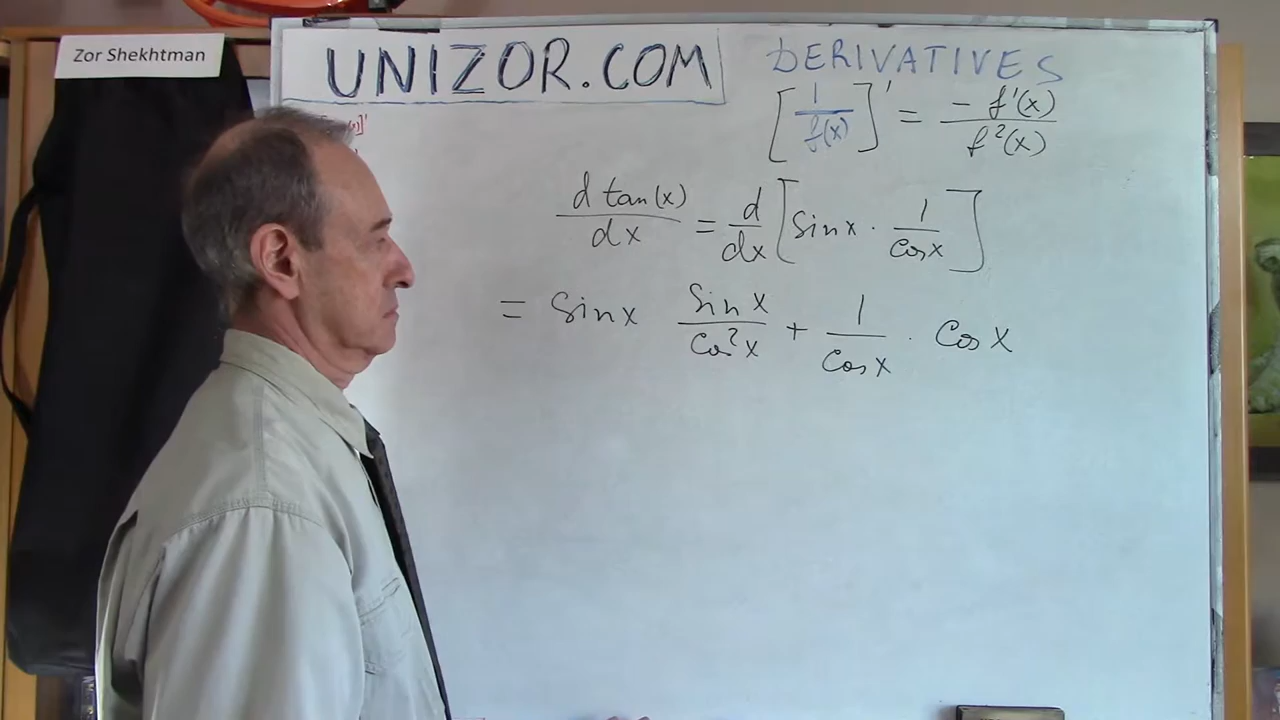 Zor Shekhtman
UNIZOR.COM
DERIVATIVES
[1/f(x)]' = -f'(x)/f²(x)
d tan(x)/dx = d/dx [Sin x · 1/Cos x]
= Sin x Sin x/Cos²x + 1/Cos x · Cos x